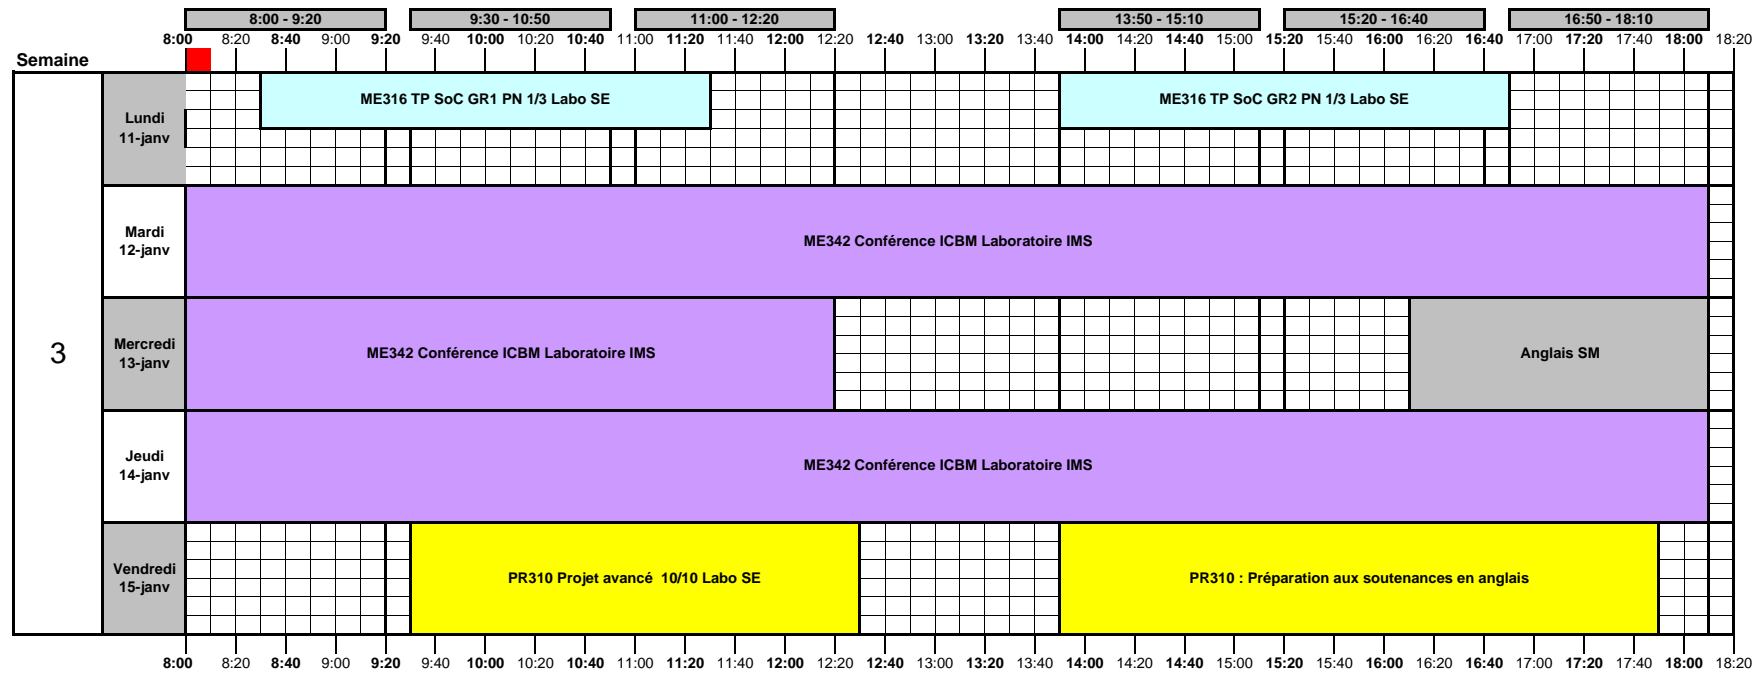 8:00 - 9:20 9:30 - 10:50 11:00 - 12:20 13:50 - 15:10 15:20 - 16:40 16:50 - 18:10
8:00 8:20 8:40 9:00 9:20 9:40 10:00 10:20 10:40 11:00 11:20 11:40 12:00 12:20 12:40 13:00 13:20 13:40 14:00 14:20 14:40 15:00 15:20 15:40 16:00 16:20 16:40 17:00 17:20 17:40 18:00 18:20
Semaine
3
Lundi
11-janv
ME316 TP SoC GR1 PN 1/3 Labo SE ME316 TP SoC GR2 PN 1/3 Labo SE
Mardi
12-janv
ME342 Conférence ICBM Laboratoire IMS
Mercredi
13-janv
ME342 Conférence ICBM Laboratoire IMS Anglais SM
Jeudi
14-janv
ME342 Conférence ICBM Laboratoire IMS
Vendredi
15-janv
PR310 Projet avancé  10/10 Labo SE PR310 : Préparation aux soutenances en anglais
8:00 8:20 8:40 9:00 9:20 9:40 10:00 10:20 10:40 11:00 11:20 11:40 12:00 12:20 12:40 13:00 13:20 13:40 14:00 14:20 14:40 15:00 15:20 15:40 16:00 16:20 16:40 17:00 17:20 17:40 18:00 18:20